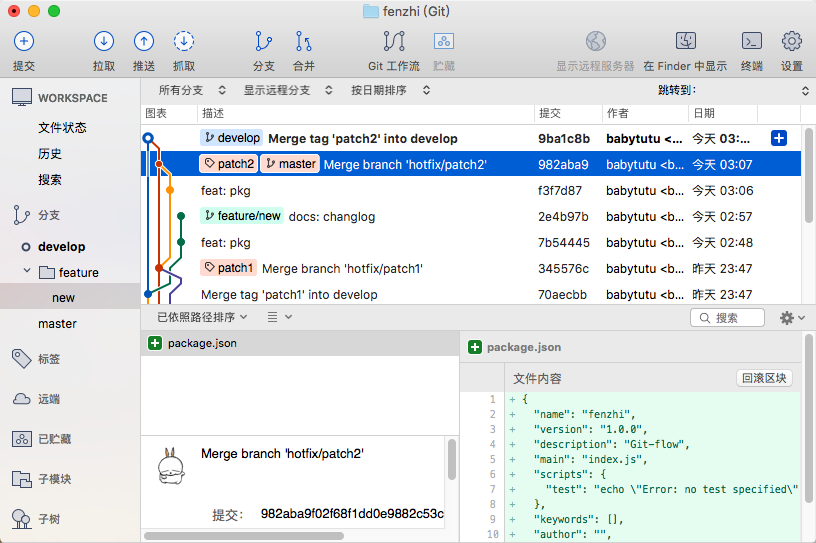 fenzhi (Git)
提交 拉取 推送 抓取 分支 合并 Git 工作流 贮藏 显示远程服务器 在 Finder 中显示 终端 设置
WORKSPACE
文件状态
历史
搜索
分支
develop
feature
new
master
标签
远端
已贮藏
子模块
子树
所有分支 显示远程分支 按日期排序 跳转到:
图表 描述 提交 作者 日期
develop Merge tag 'patch2' into develop 9ba1c8b babytutu <... 今天 03:...
patch2 master Merge branch 'hotfix/patch2' 982aba9 babytutu <b... 今天 03:07
feat: pkg f3f7d87 babytutu <b... 今天 03:06
feature/new docs: changlog 2e4b97b babytutu <b... 今天 02:57
feat: pkg 7b54445 babytutu <b... 今天 02:48
patch1 Merge branch 'hotfix/patch1' 345576c babytutu <b... 昨天 23:47
Merge tag 'patch1' into develop 70aecbb babytutu <b... 昨天 23:47
已依照路径排序 搜索
package.json
Merge branch 'hotfix/patch2'
提交: 982aba9f02f68f1dd0e9882c53c
package.json
文件内容 回滚区块
1 + {
2 + "name": "fenzhi",
3 + "version": "1.0.0",
4 + "description": "Git-flow",
5 + "main": "index.js",
6 + "scripts": {
7 + "test": "echo \"Error: no test specified\"
8 + },
9 + "keywords": [],
10 + "author": "",